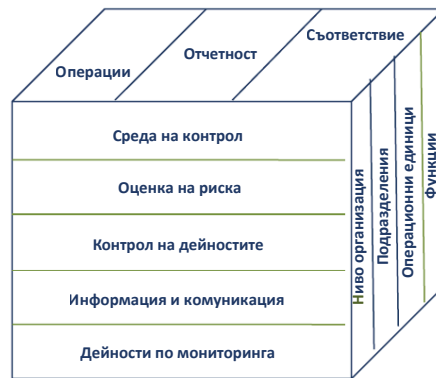 Операции
Отчетност
Съответствие
Среда на контрол
Оценка на риска
Контрол на дейностите
Информация и комуникация
Дейности по мониторинга
Ниво организация
Подразделения
Операционни единици
Функции